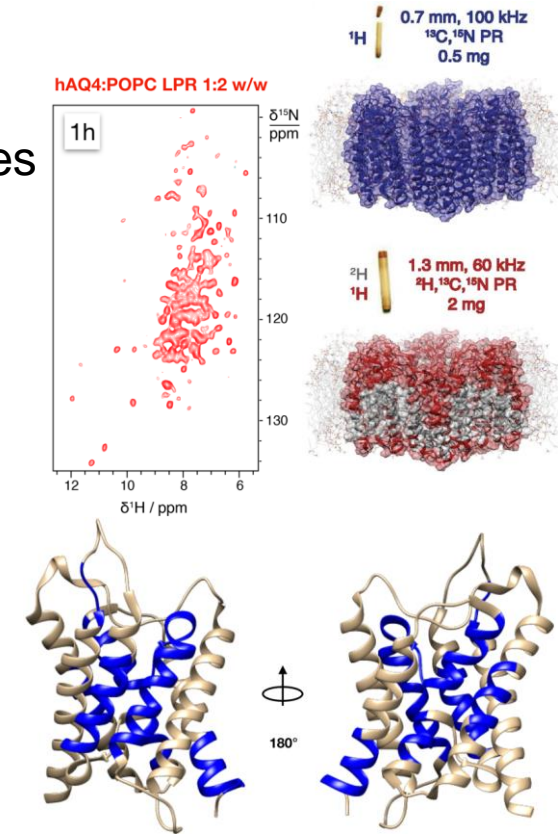 es
hAQ4:POPC LPR 1:2 w/w
1h
δ¹⁵N
ppm
110
120
130
12 10 8 6
δ¹H / ppm
¹H
0.7 mm, 100 kHz
¹³C,¹⁵N PR
0.5 mg
²H
¹H
1.3 mm, 60 kHz
²H,¹³C,¹⁵N PR
2 mg
180°